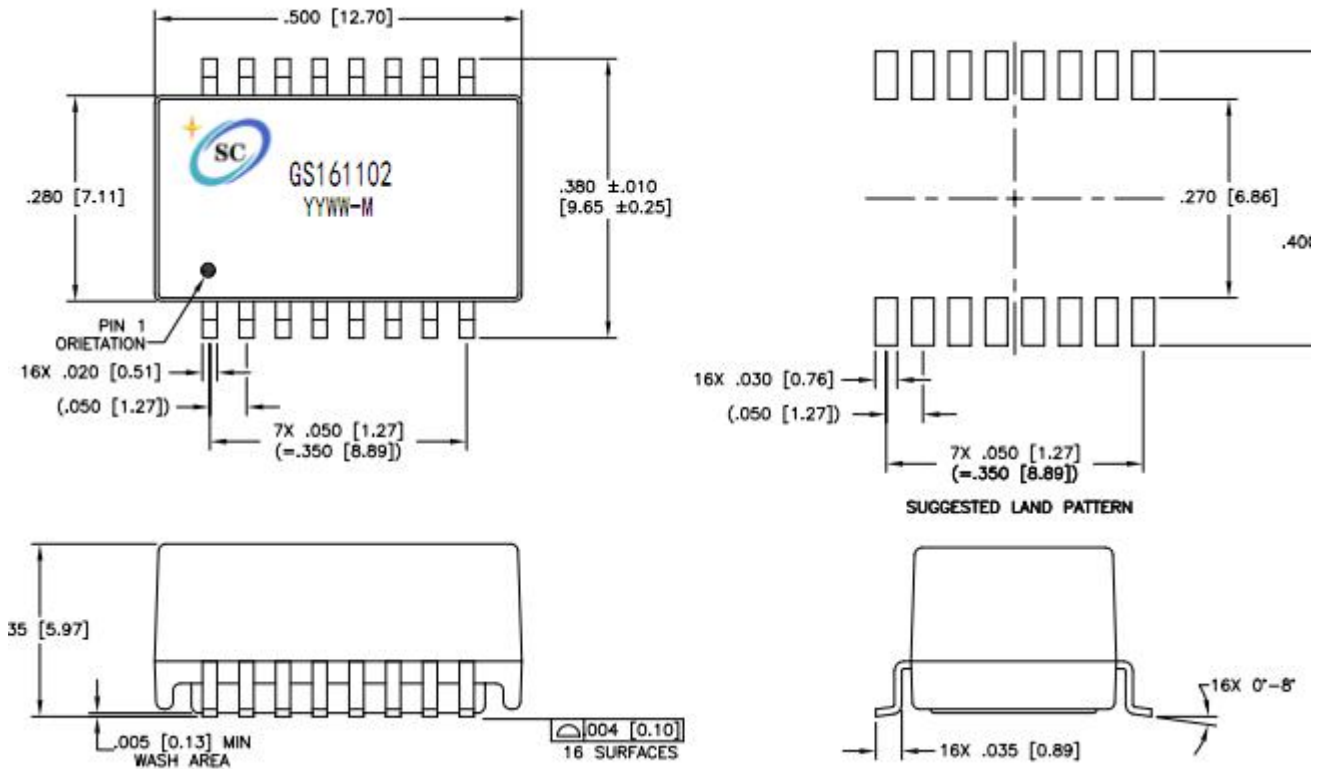 .500 [12.70]
SC
GS161102
YYWW-M
.280 [7.11]
.380 ±.010
[9.65 ±0.25]
PIN 1
ORIETATION
16X .020 [0.51]
(.050 [1.27])
7X .050 [1.27]
(=.350 [8.89])
.270 [6.86]
.400
16X .030 [0.76]
(.050 [1.27])
7X .050 [1.27]
(=.350 [8.89])
SUGGESTED LAND PATTERN
35 [5.97]
.005 [0.13] MIN
WASH AREA
.004 [0.10]
16 SURFACES
16X 0°-8°
16X .035 [0.89]